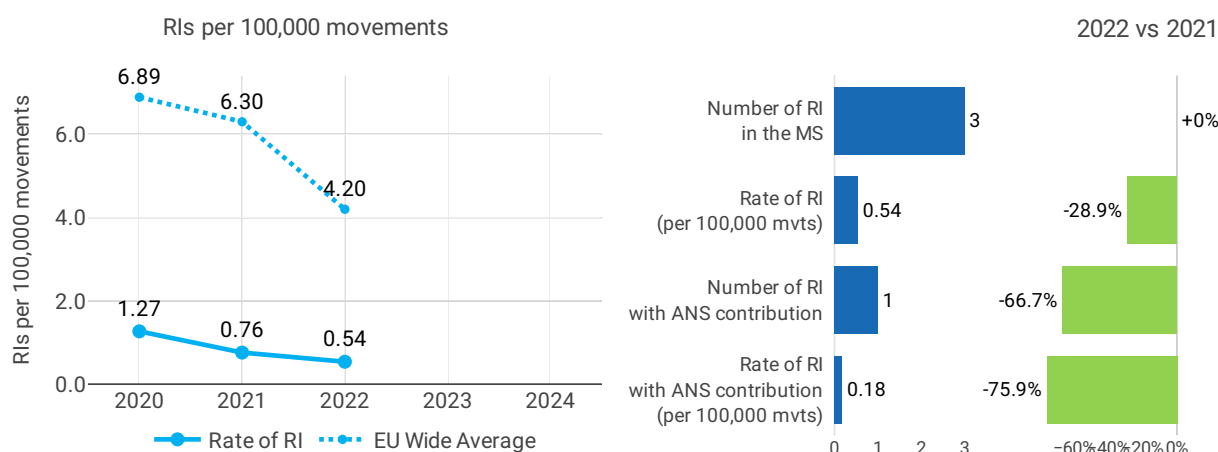 RIs per 100,000 movements
RIs per 100,000 movements
6.89
6.30
6.0
4.20
4.0
2.0
1.27
0.76
0.54
0.0
2020 2021 2022 2023 2024
Rate of RI EU Wide Average
2022 vs 2021
Number of RI
in the MS
3
+0%
Rate of RI
(per 100,000 mvts)
0.54
-28.9%
Number of RI
with ANS contribution
1
-66.7%
Rate of RI
with ANS contribution
(per 100,000 mvts)
0.18
-75.9%
0 1 2 3
−60%−40%−20%0%